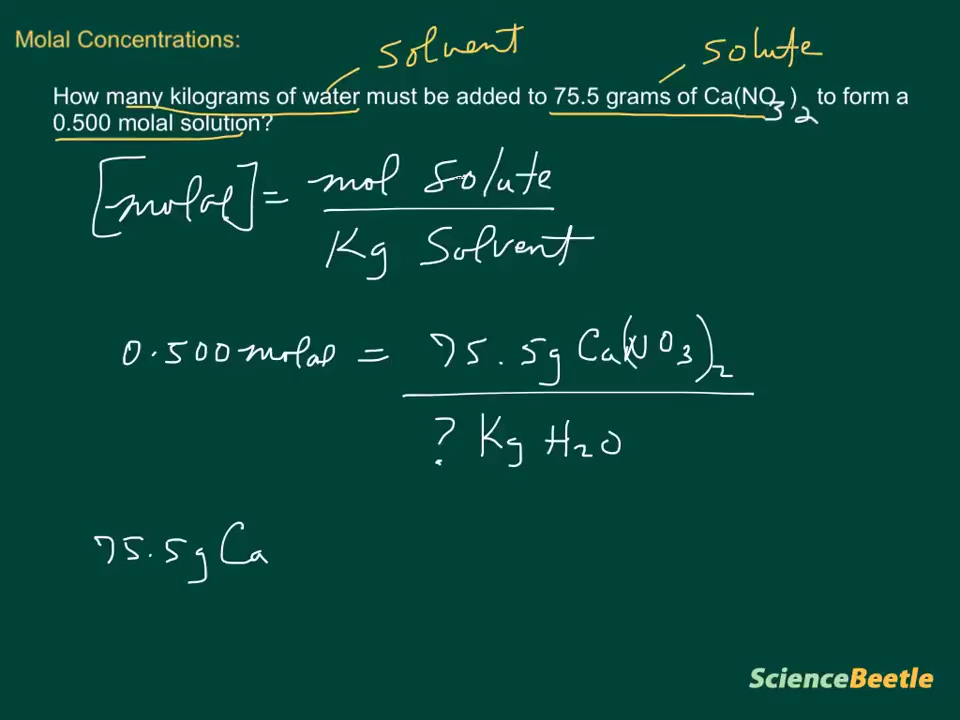 Molal Concentrations:
solvent
solute
How many kilograms of water must be added to 75.5 grams of Ca(NO3)2 to form a
0.500 molal solution?
[molal] = mol Solute
Kg Solvent
0.500 molal = 75.5g Ca(NO3)2
? Kg H2O
75.5g Ca
ScienceBeetle